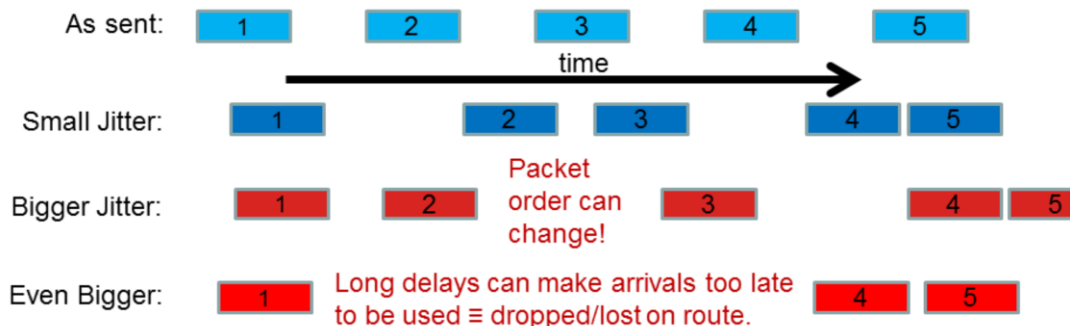 As sent: 1 2 3 4 5
time
Small Jitter: 1 2 3 4 5
Packet
order can
change!
Bigger Jitter: 1 2 3 4 5
Even Bigger: 1 4 5
Long delays can make arrivals too late
to be used ≡ dropped/lost on route.